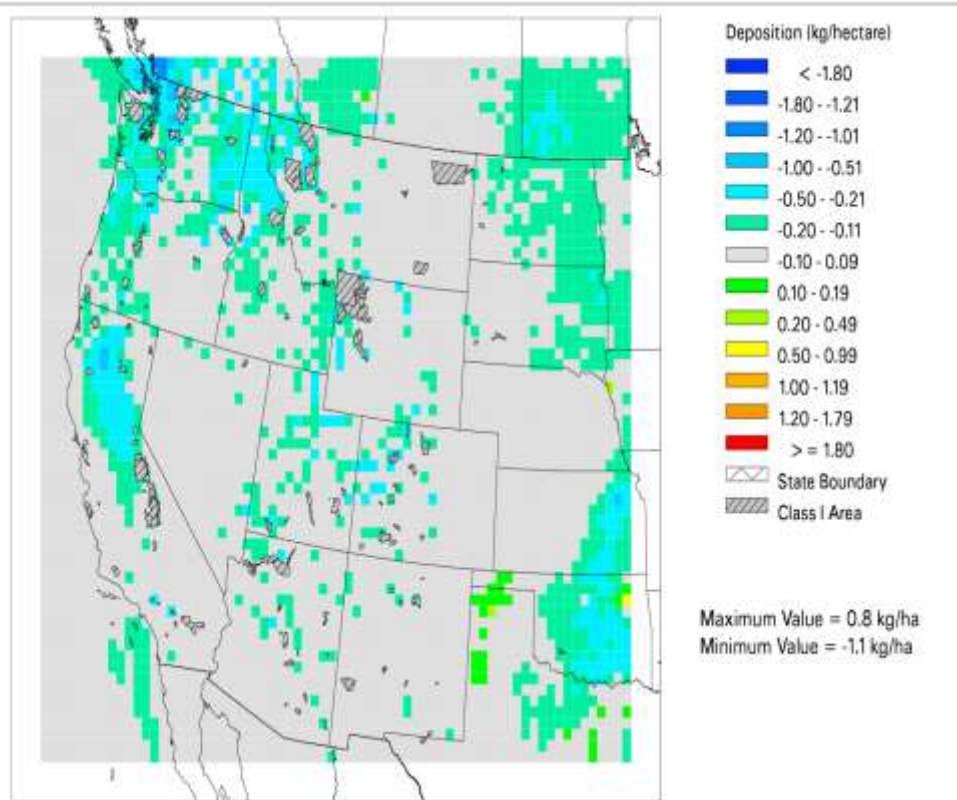 Deposition (kg/hectare)
< -1.80
-1.80 - -1.21
-1.20 - -1.01
-1.00 - -0.51
-0.50 - -0.21
-0.20 - -0.11
-0.10 - 0.09
0.10 - 0.19
0.20 - 0.49
0.50 - 0.99
1.00 - 1.19
1.20 - 1.79
> = 1.80
State Boundary
Class I Area
Maximum Value = 0.8 kg/ha
Minimum Value = -1.1 kg/ha